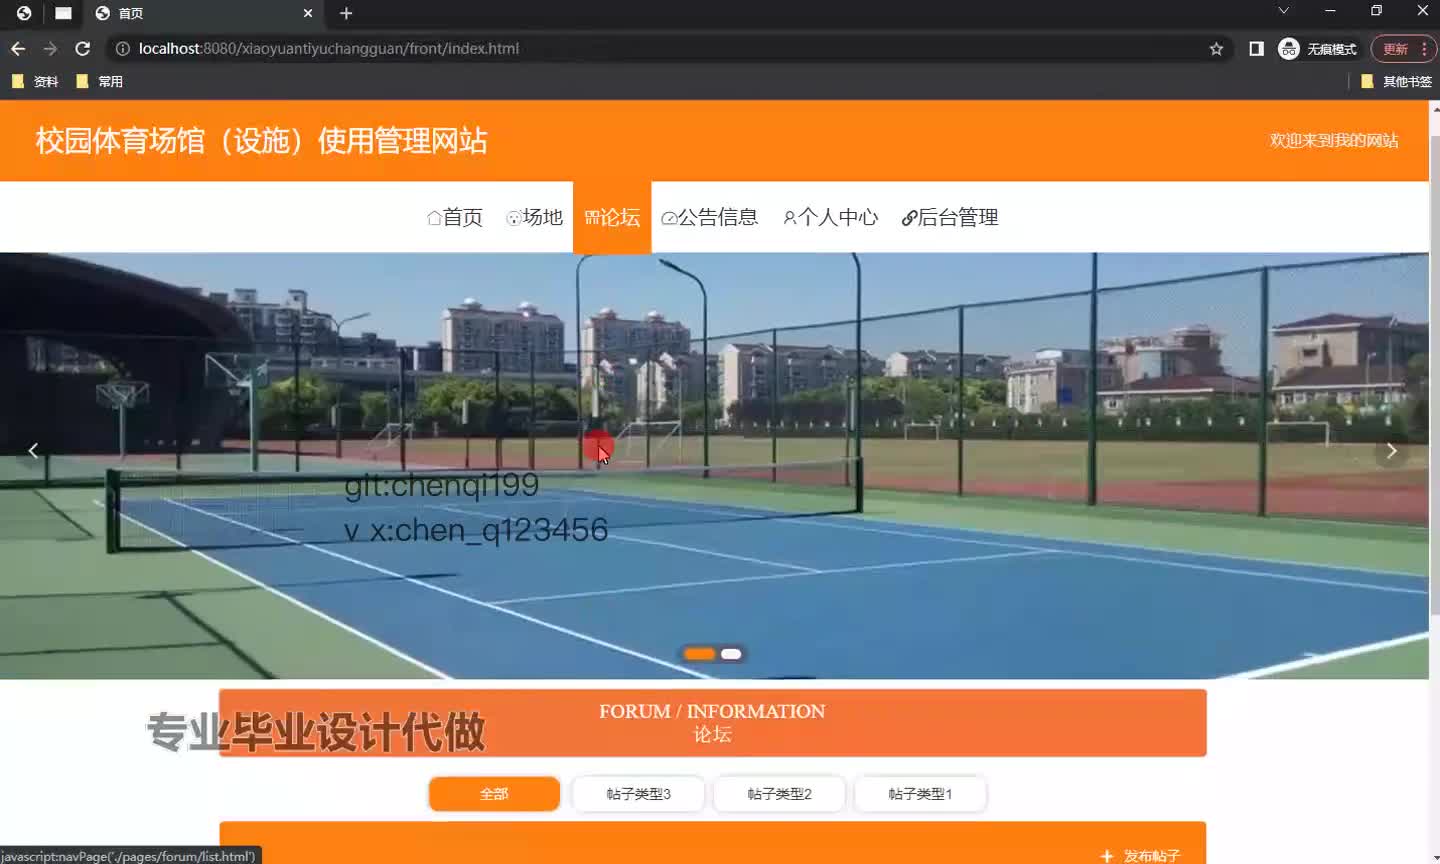 首页
localhost:8080/xiaoyuantiyuchangguan/front/index.html
无痕模式
更新
资料
常用
其他书签
校园体育场馆（设施）使用管理网站
欢迎来到我的网站
首页
场地
论坛
公告信息
个人中心
后台管理
git:chenqi199
v x:chen_q123456
FORUM / INFORMATION
论坛
专业毕业设计代做
全部
帖子类型3
帖子类型2
帖子类型1
+ 发布帖子
javascript:navPage('./pages/forum/list.html')